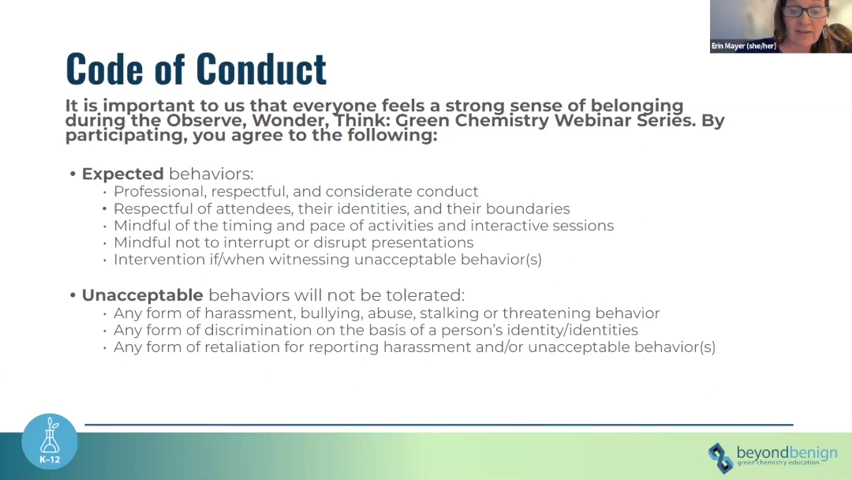 Erin Mayer (she/her)
Code of Conduct
It is important to us that everyone feels a strong sense of belonging
during the Observe, Wonder, Think: Green Chemistry Webinar Series. By
participating, you agree to the following:
• Expected behaviors:
• Professional, respectful, and considerate conduct
• Respectful of attendees, their identities, and their boundaries
• Mindful of the timing and pace of activities and interactive sessions
• Mindful not to interrupt or disrupt presentations
• Intervention if/when witnessing unacceptable behavior(s)
• Unacceptable behaviors will not be tolerated:
• Any form of harassment, bullying, abuse, stalking or threatening behavior
• Any form of discrimination on the basis of a person's identity/identities
• Any form of retaliation for reporting harassment and/or unacceptable behavior(s)
K-12
beyondbenign
green chemistry education